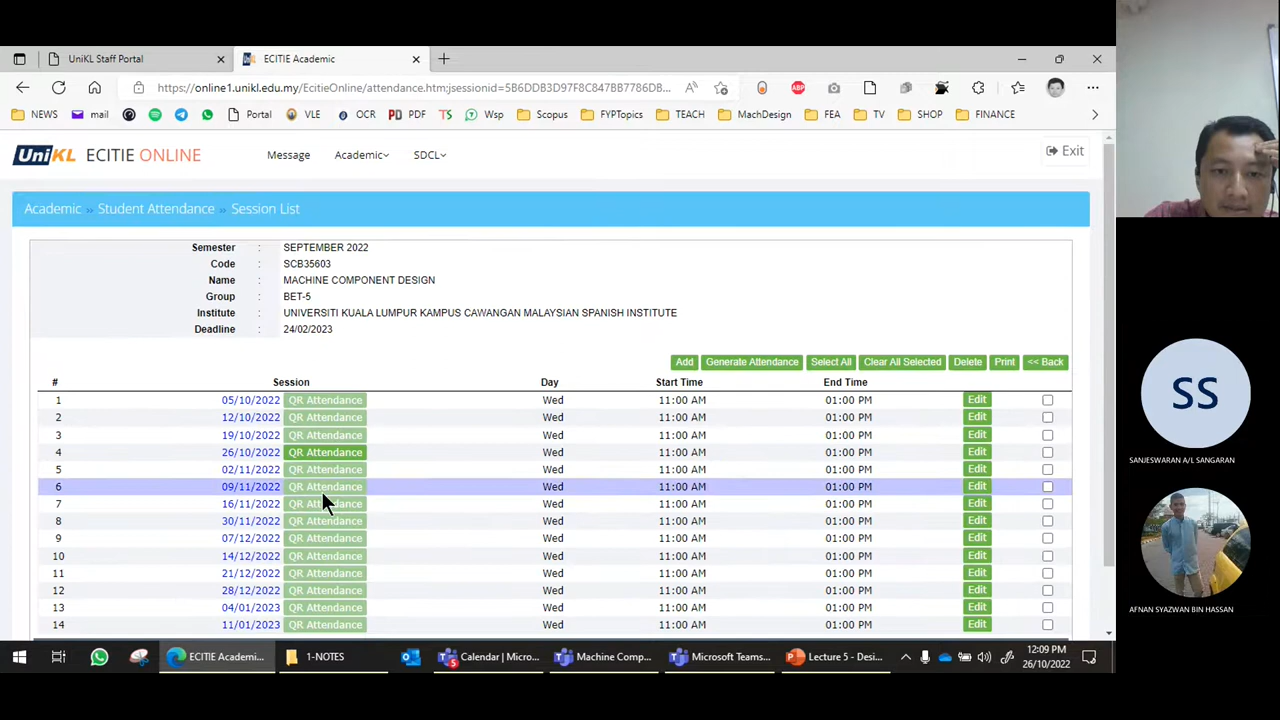 UniKL Staff Portal
ECITIE Academic
https://online1.unikl.edu.my/EcitieOnline/attendance.htm;jsessionid=5B6DDB3D97F8C847BB7786D8...
NEWS mail Portal VLE OCR PDF PDF TS Wsp Scopus FYPTopics TEACH MachDesign FEA TV SHOP FINANCE
UniKL ECITIE ONLINE Message Academic SDCL Exit
Academic » Student Attendance » Session List
Semester : SEPTEMBER 2022
Code : SCB35603
Name : MACHINE COMPONENT DESIGN
Group : BET-5
Institute : UNIVERSITI KUALA LUMPUR KAMPUS CAWANGAN MALAYSIAN SPANISH INSTITUTE
Deadline : 24/02/2023
Add Generate Attendance Select All Clear All Selected Delete Print << Back
# Session Day Start Time End Time
1 05/10/2022 QR Attendance Wed 11:00 AM 01:00 PM Edit
2 12/10/2022 QR Attendance Wed 11:00 AM 01:00 PM Edit
3 19/10/2022 QR Attendance Wed 11:00 AM 01:00 PM Edit
4 26/10/2022 QR Attendance Wed 11:00 AM 01:00 PM Edit
5 02/11/2022 QR Attendance Wed 11:00 AM 01:00 PM Edit
6 09/11/2022 QR Attendance Wed 11:00 AM 01:00 PM Edit
7 16/11/2022 QR Attendance Wed 11:00 AM 01:00 PM Edit
8 30/11/2022 QR Attendance Wed 11:00 AM 01:00 PM Edit
9 07/12/2022 QR Attendance Wed 11:00 AM 01:00 PM Edit
10 14/12/2022 QR Attendance Wed 11:00 AM 01:00 PM Edit
11 21/12/2022 QR Attendance Wed 11:00 AM 01:00 PM Edit
12 28/12/2022 QR Attendance Wed 11:00 AM 01:00 PM Edit
13 04/01/2023 QR Attendance Wed 11:00 AM 01:00 PM Edit
14 11/01/2023 QR Attendance Wed 11:00 AM 01:00 PM Edit
ECITIE Academi... 1-NOTES Calendar | Micro... Machine Comp... Microsoft Teams... Lecture 5 - Desi...
12:09 PM
26/10/2022
SS
SANJESWARAN A/L SANGARAN
AFNAN SYAZWAN BIN HASSAN